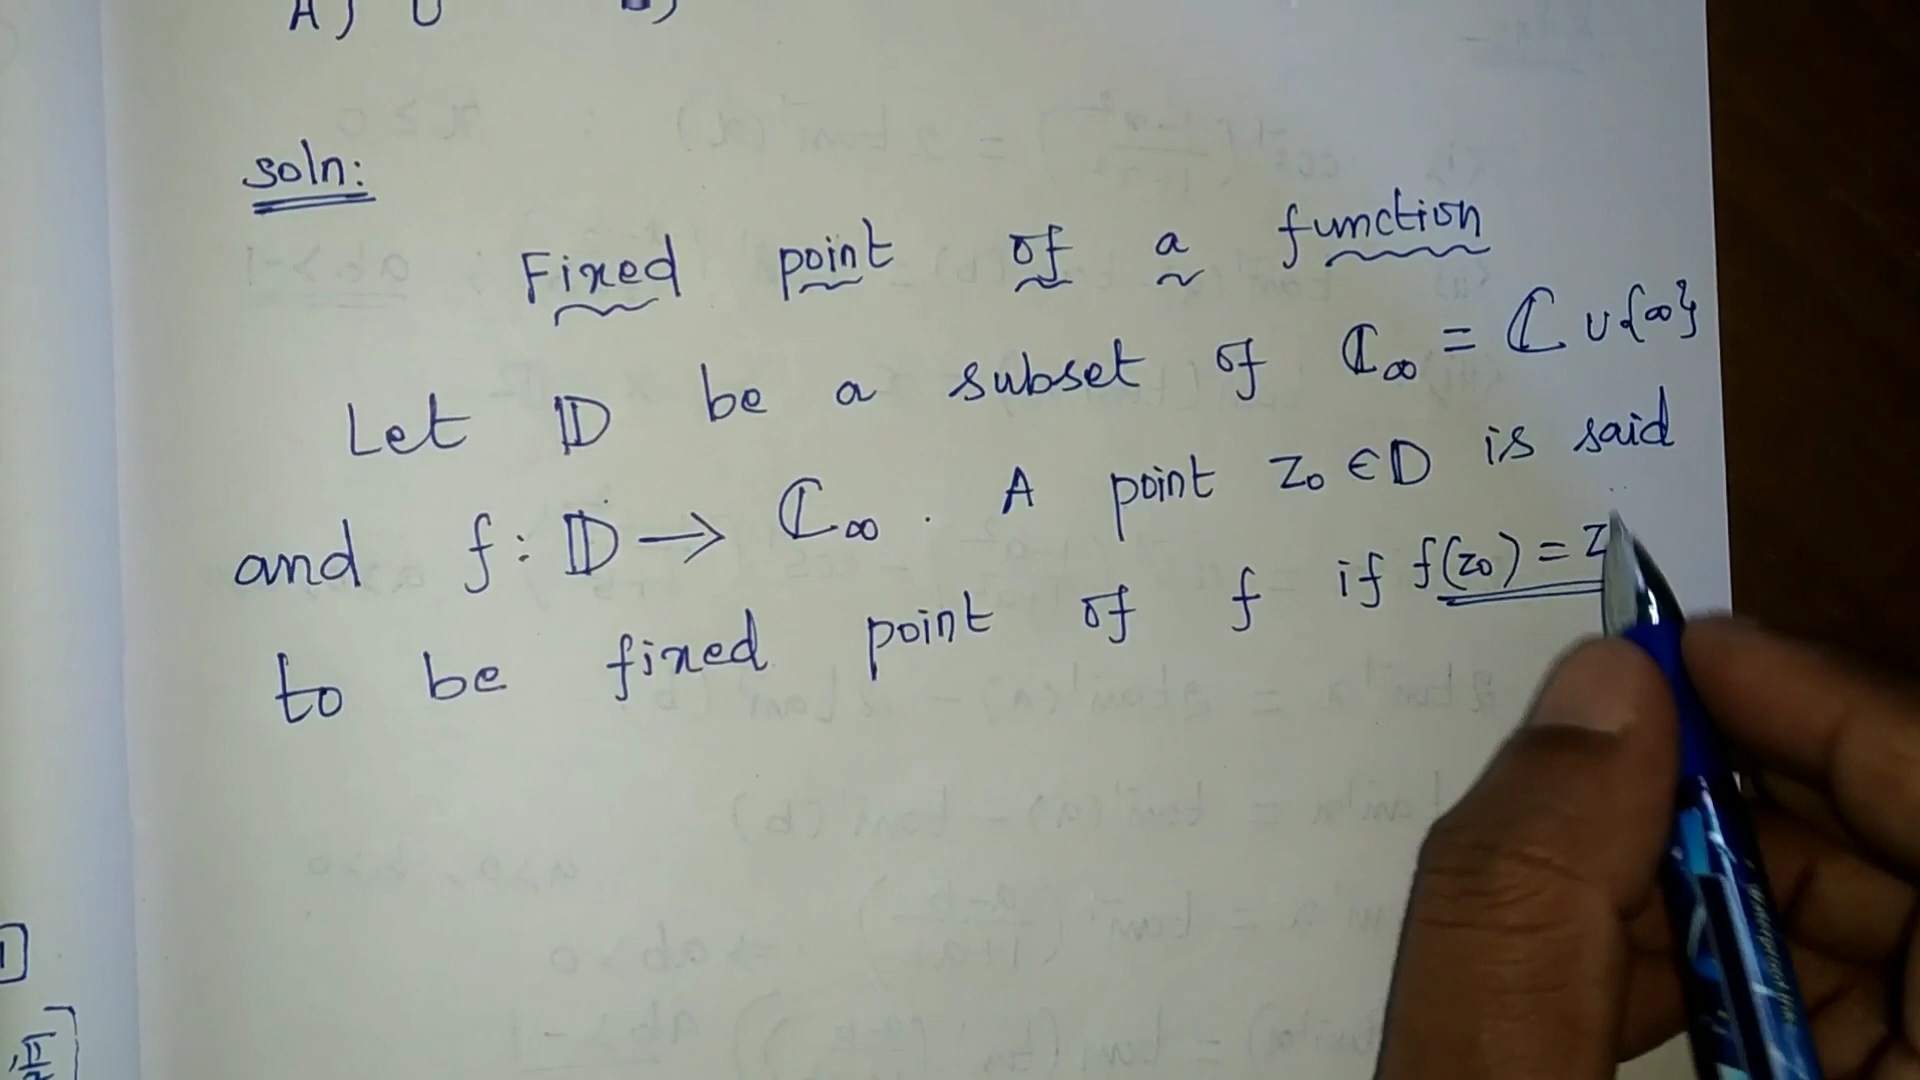 A) 0
soln:
Fixed point of a function
Let 𝔻 be a subset of ℂ∞ = ℂ ∪ {∞}
and f: 𝔻 → ℂ∞. A point z₀ ∈ 𝔻 is said
to be fixed point of f if f(z₀) = z